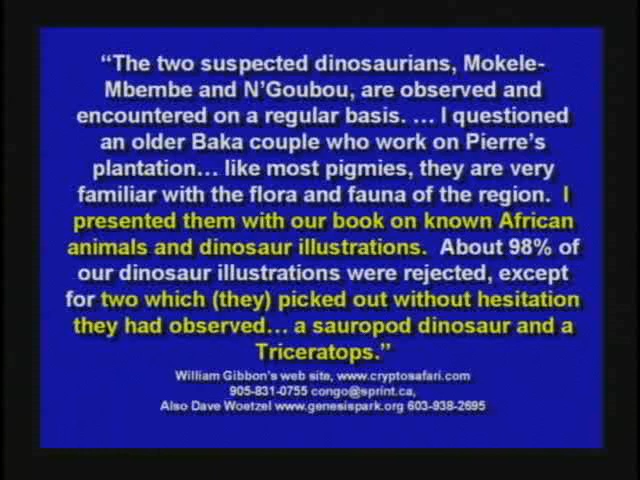 “The two suspected dinosaurians, Mokele-
Mbembe and N’Goubou, are observed and
encountered on a regular basis. … I questioned
an older Baka couple who work on Pierre’s
plantation… like most pigmies, they are very
familiar with the flora and fauna of the region. I
presented them with our book on known African
animals and dinosaur illustrations. About 98% of
our dinosaur illustrations were rejected, except
for two which (they) picked out without hesitation
they had observed… a sauropod dinosaur and a
Triceratops.”
William Gibbon’s web site, www.cryptosafari.com
905-831-0755 congo@sprint.ca,
Also Dave Woetzel www.genesispark.org 603-938-2695